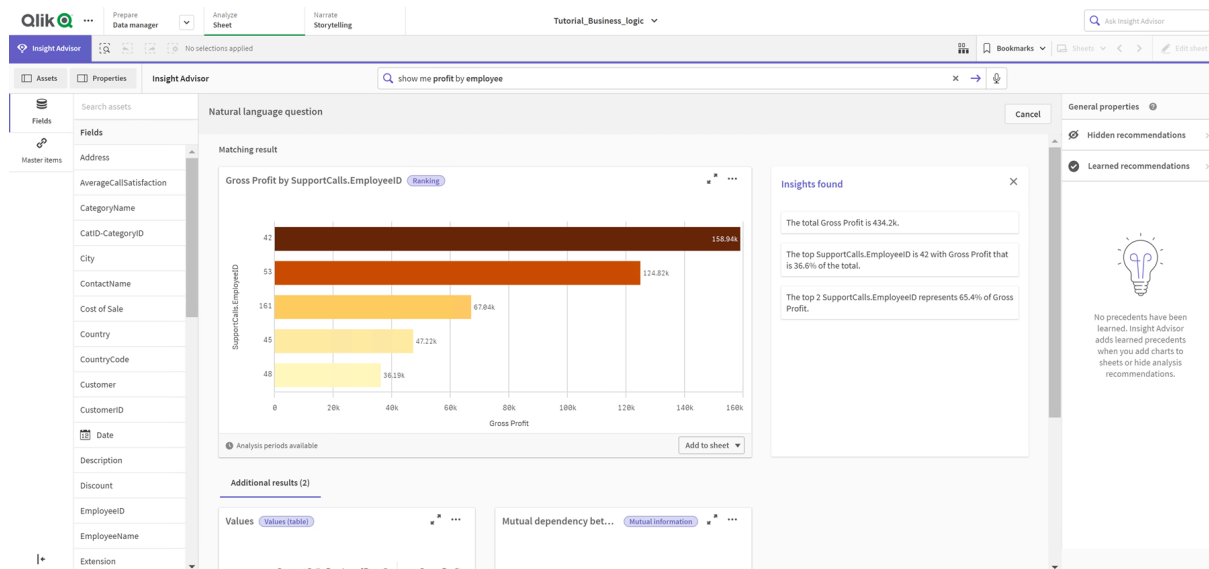 Qlik
Prepare
Data manager
Analyze
Sheet
Narrate
Storytelling
Tutorial_Business_logic
Ask Insight Advisor
Insight Advisor
No selections applied
Bookmarks
Sheets
Edit sheet
Assets
Properties
Insight Advisor
show me profit by employee
Fields
Master items
Search assets
Fields
Address
AverageCallSatisfaction
CategoryName
CatID-CategoryID
City
ContactName
Cost of Sale
Country
CountryCode
Customer
CustomerID
Date
Description
Discount
EmployeeID
EmployeeName
Extension
Natural language question
Cancel
Matching result
Gross Profit by SupportCalls.EmployeeID
Ranking
SupportCalls.EmployeeID
42
158.94k
53
124.82k
161
67.04k
45
47.22k
48
36.19k
0 20k 40k 60k 80k 100k 120k 140k 160k
Gross Profit
Analysis periods available
Add to sheet
Insights found
The total Gross Profit is 434.2k.
The top SupportCalls.EmployeeID is 42 with Gross Profit that
is 36.6% of the total.
The top 2 SupportCalls.EmployeeID represents 65.4% of Gross
Profit.
Additional results (2)
Values
Values (table)
Mutual dependency bet...
Mutual information
General properties
Hidden recommendations
Learned recommendations
No precedents have been
learned. Insight Advisor
adds learned precedents
when you add charts to
sheets or hide analysis
recommendations.